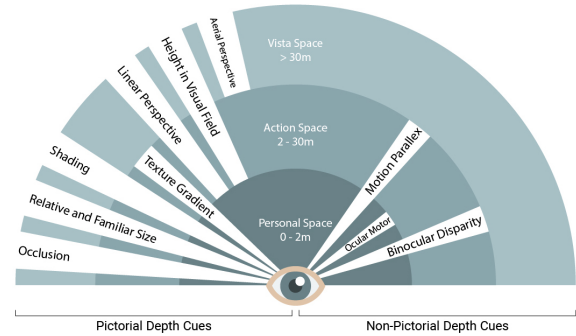 Aerial Perspective
Height in Visual Field
Linear Perspective
Texture Gradient
Shading
Relative and Familiar Size
Occlusion
Vista Space
> 30m
Action Space
2 - 30m
Personal Space
0 - 2m
Motion Parallex
Ocular Motor
Binocular Disparity
Pictorial Depth Cues
Non-Pictorial Depth Cues